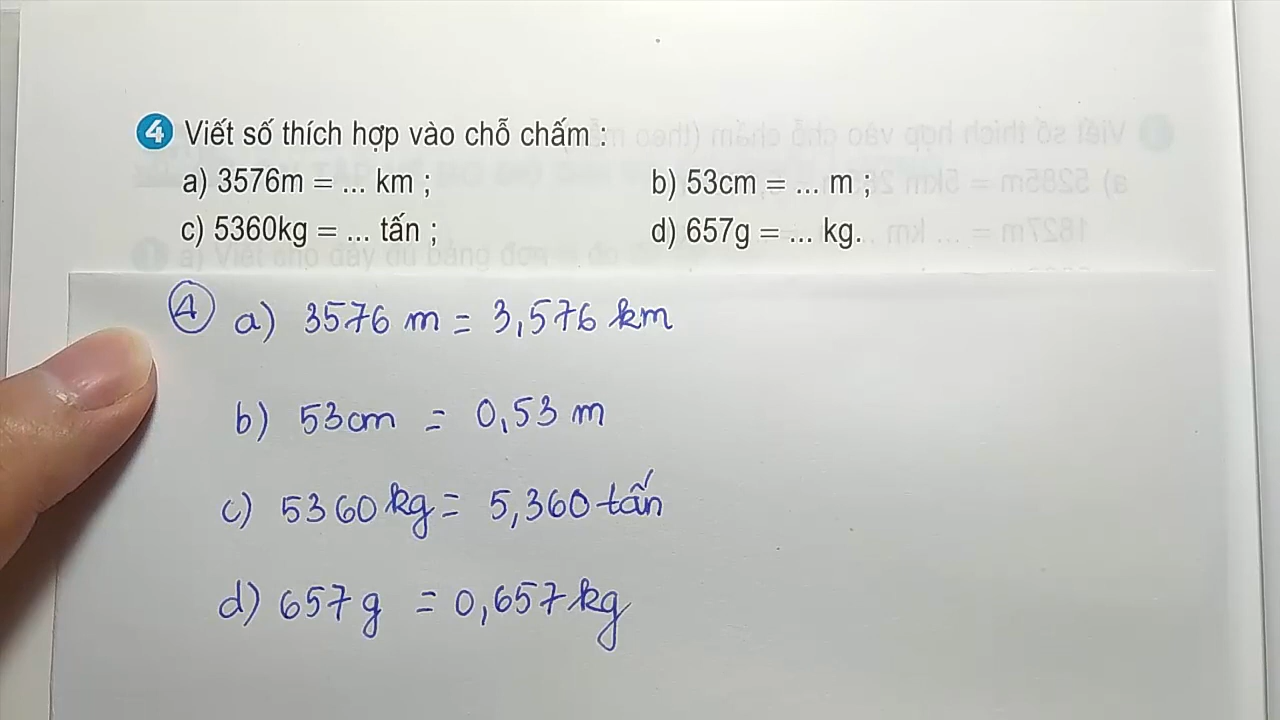 4 Viết số thích hợp vào chỗ chấm :
a) 3576m = ... km ; b) 53cm = ... m ;
c) 5360kg = ... tấn ; d) 657g = ... kg.
4 a) 3576 m = 3,576 km
b) 53cm = 0,53 m
c) 5360 kg = 5,360 tấn
d) 657 g = 0,657 kg